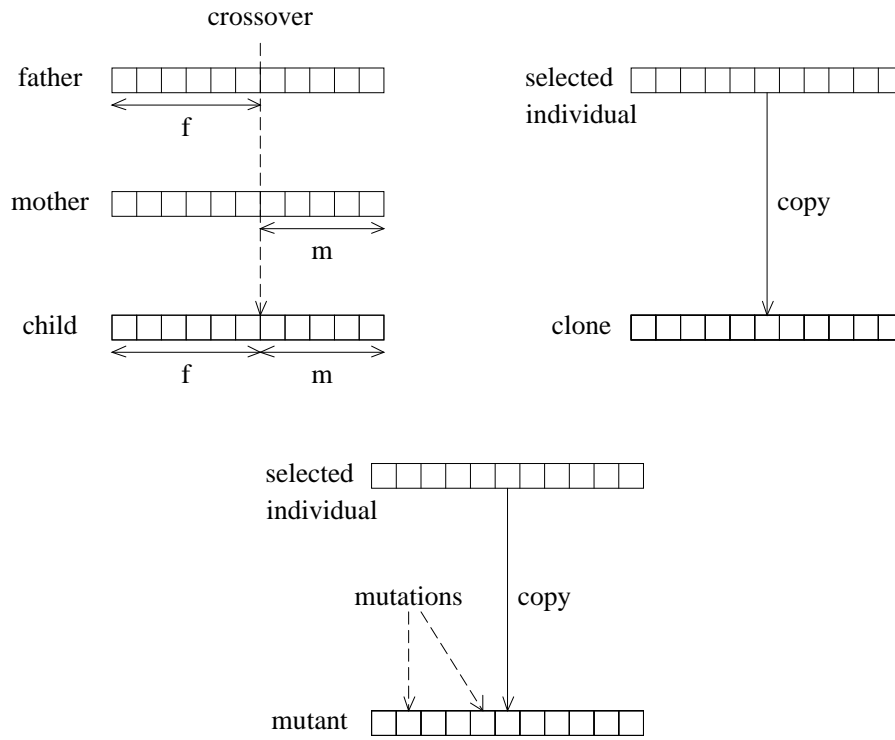 crossover
father
f
mother
m
child
f
m
selected
individual
copy
clone
selected
individual
mutations
copy
mutant